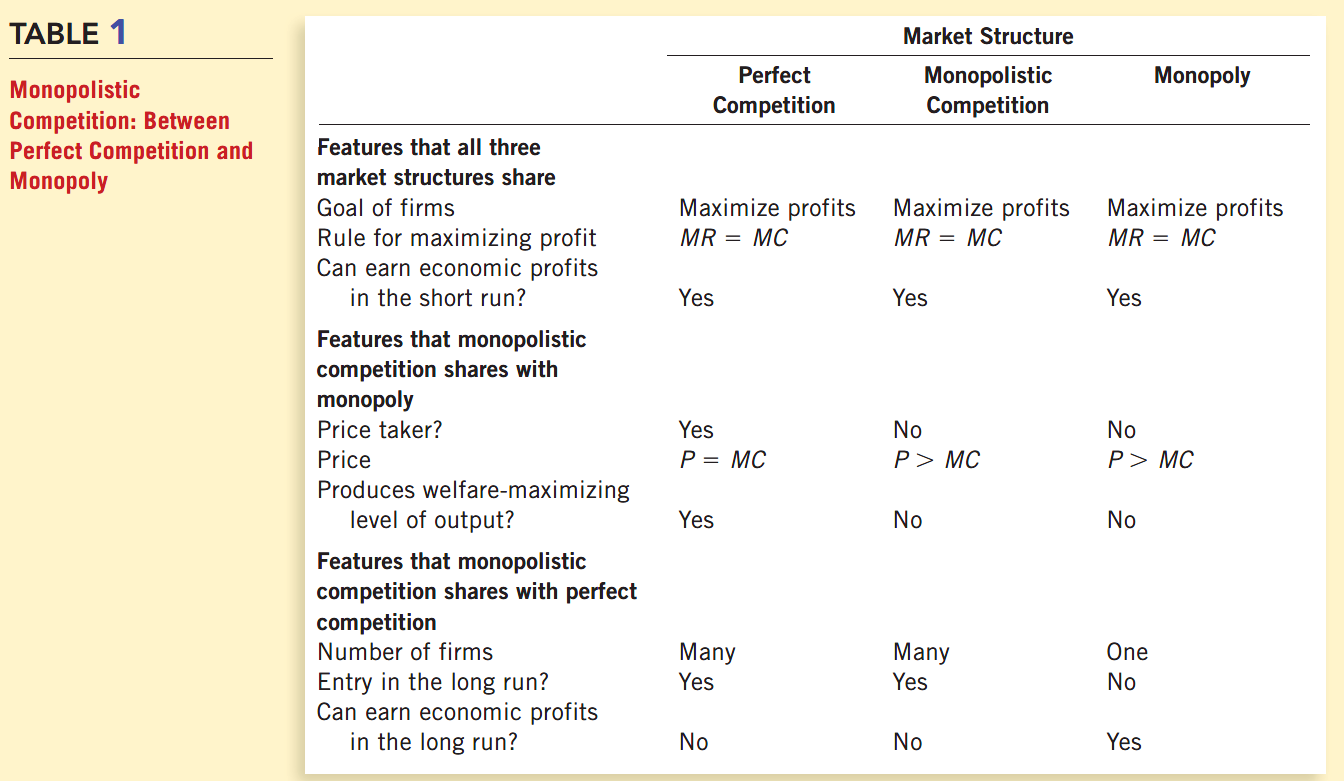 TABLE 1
Monopolistic
Competition: Between
Perfect Competition and
Monopoly
Market Structure
Perfect Competition Monopolistic Competition Monopoly
Features that all three
market structures share
Goal of firms Maximize profits Maximize profits Maximize profits
Rule for maximizing profit MR = MC MR = MC MR = MC
Can earn economic profits
in the short run? Yes Yes Yes
Features that monopolistic
competition shares with
monopoly
Price taker? Yes No No
Price P = MC P > MC P > MC
Produces welfare-maximizing
level of output? Yes No No
Features that monopolistic
competition shares with perfect
competition
Number of firms Many Many One
Entry in the long run? Yes Yes No
Can earn economic profits
in the long run? No No Yes